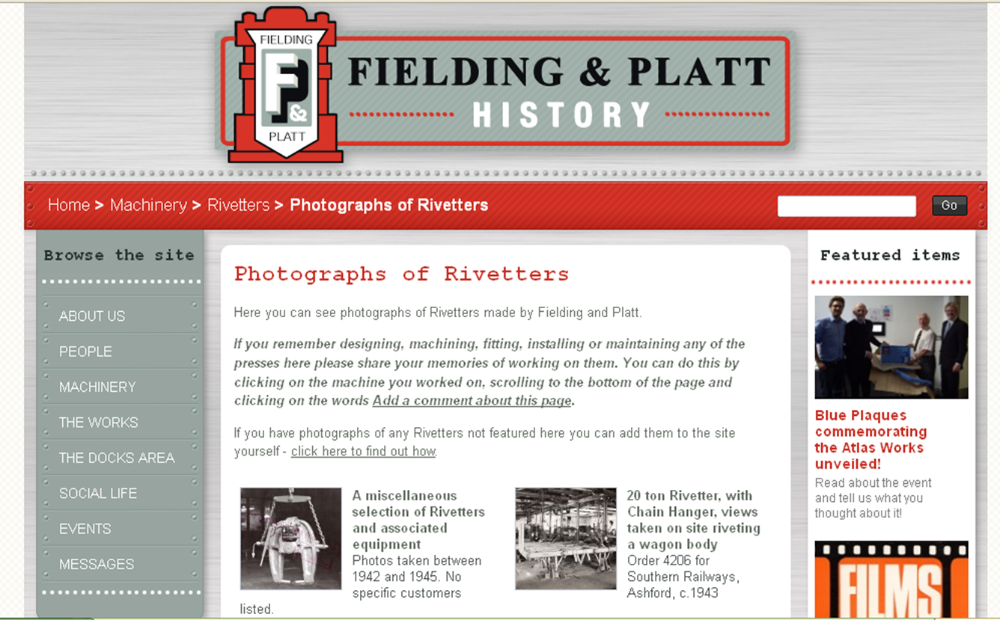 FIELDING
F&P
PLATT
FIELDING & PLATT
HISTORY
Home > Machinery > Rivetters > Photographs of Rivetters
Go
Browse the site
ABOUT US
PEOPLE
MACHINERY
THE WORKS
THE DOCKS AREA
SOCIAL LIFE
EVENTS
MESSAGES
Photographs of Rivetters
Here you can see photographs of Rivetters made by Fielding and Platt.
If you remember designing, machining, fitting, installing or maintaining any of the
presses here please share your memories of working on them. You can do this by
clicking on the machine you worked on, scrolling to the bottom of the page and
clicking on the words Add a comment about this page.
If you have photographs of any Rivetters not featured here you can add them to the site
yourself - click here to find out how.
A miscellaneous
selection of Rivetters
and associated
equipment
Photos taken between
1942 and 1945. No
specific customers
listed.
20 ton Rivetter, with
Chain Hanger, views
taken on site riveting
a wagon body
Order 4206 for
Southern Railways,
Ashford, c.1943
Featured items
Blue Plaques
commemorating
the Atlas Works
unveiled!
Read about the event
and tell us what you
thought about it!
FILMS